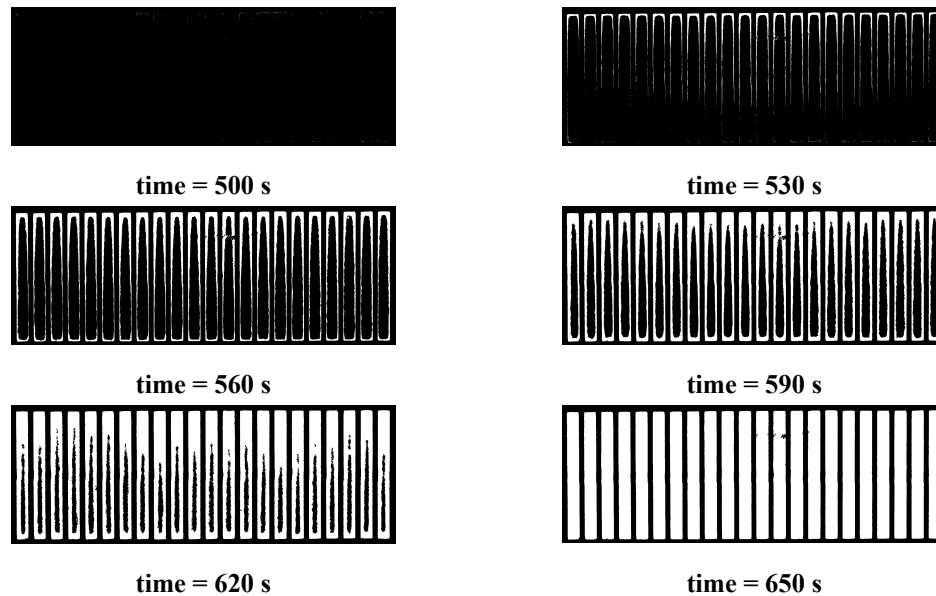 time = 500 s
time = 530 s
time = 560 s
time = 590 s
time = 620 s
time = 650 s